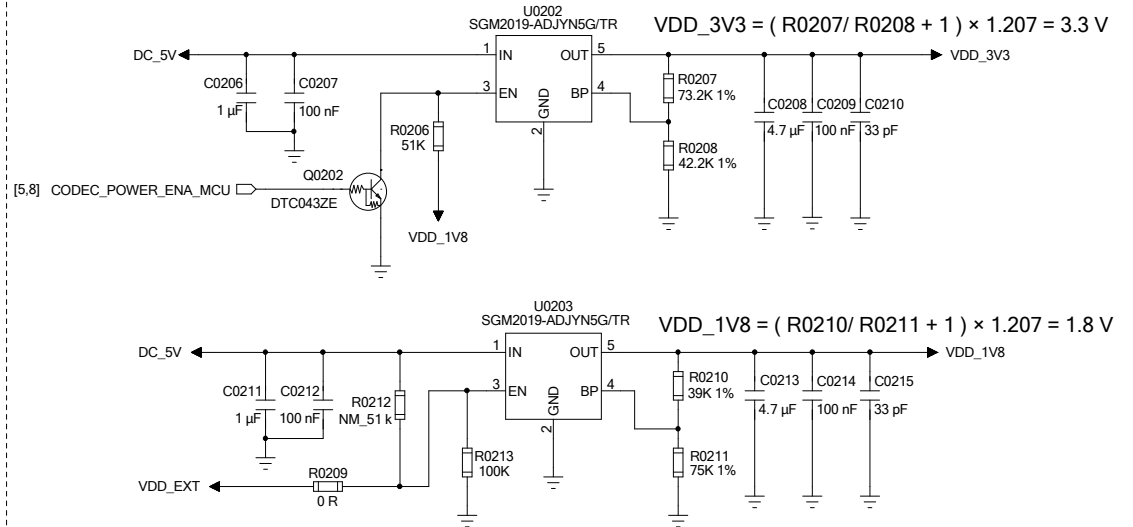 U0202
SGM2019-ADJYN5G/TR
VDD_3V3 = ( R0207/ R0208 + 1 ) × 1.207 = 3.3 V
DC_5V
1
IN
OUT
5
VDD_3V3
C0206
1 µF
C0207
100 nF
3
EN
BP
4
GND
2
R0207
73.2K 1%
R0208
42.2K 1%
C0208
4.7 µF
C0209
100 nF
C0210
33 pF
R0206
51K
VDD_1V8
[5,8] CODEC_POWER_ENA_MCU
Q0202
DTC043ZE
U0203
SGM2019-ADJYN5G/TR
VDD_1V8 = ( R0210/ R0211 + 1 ) × 1.207 = 1.8 V
DC_5V
1
IN
OUT
5
VDD_1V8
C0211
1 µF
C0212
100 nF
R0212
NM_51 k
3
EN
BP
4
GND
2
R0210
39K 1%
R0211
75K 1%
C0213
4.7 µF
C0214
100 nF
C0215
33 pF
R0213
100K
VDD_EXT
R0209
0 R